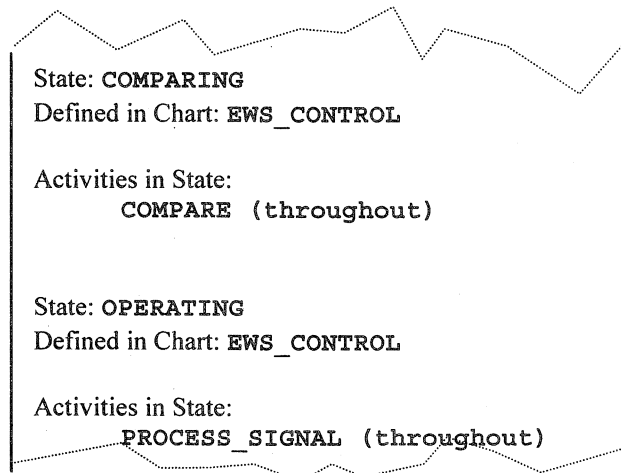 State: COMPARING
Defined in Chart: EWS_CONTROL
Activities in State:
COMPARE (throughout)
State: OPERATING
Defined in Chart: EWS_CONTROL
Activities in State:
PROCESS_SIGNAL (throughout)